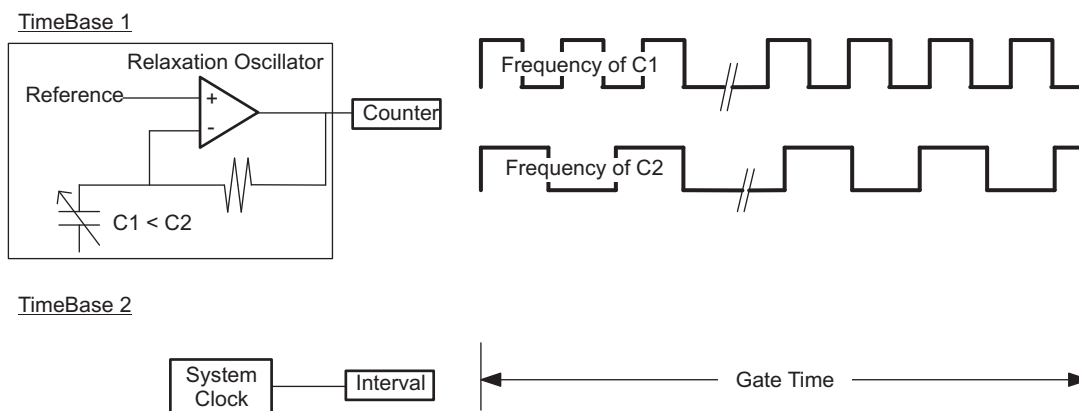 TimeBase 1
Relaxation Oscillator
Reference
+
-
Counter
C1 < C2
Frequency of C1
Frequency of C2
TimeBase 2
System
Clock
Interval
Gate Time